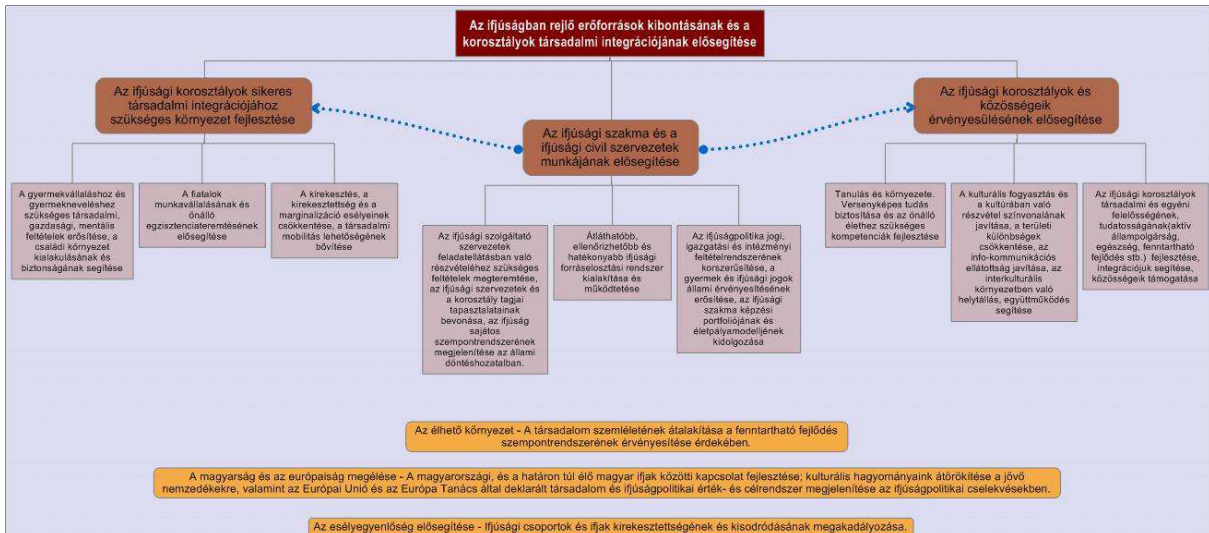 Az ifjúságban rejlő erőforrások kibontásának és a
korosztályok társadalmi integrációjának elősegítése
Az ifjúsági korosztályok sikeres
társadalmi integrációjához
szükséges környezet fejlesztése
Az ifjúsági szakma és a
ifjúsági civil szervezetek
munkájának elősegítése
Az ifjúsági korosztályok és
közösségeik
érvényesülésének elősegítése
A gyermekvállaláshoz és
gyermekneveléshez
szükséges társadalmi,
gazdasági, mentális
feltételek erősítése, a
családi környezet
kialakulásának és
biztonságának segítése
A fiatalok
munkavállalásának és
önálló
egzisztenciateremtésének
elősegítése
A kirekesztés, a
kirekesztettség és a
marginalizáció esélyeinek
csökkentése, a társadalmi
mobilitás lehetőségének
bővítése
Az ifjúsági szolgáltató
szervezetek
feladatellátásban való
részvételéhez szükséges
feltételek megteremtése,
az ifjúsági szervezetek és
a korosztály tagjai
tapasztalatainak
bevonása, az ifjúság
sajátos
szempontrendszerének
megjelenítése az állami
döntéshozatalban.
Átláthatóbb,
ellenőrizhetőbb és
hatékonyabb ifjúsági
forráselosztási rendszer
kialakítása és
működtetése
Az ifjúságpolitika jogi,
igazgatási és intézményi
feltételrendszerének
korszerűsítése, a
gyermek és ifjúsági jogok
állami érvényesítésének
erősítése, az ifjúsági
szakma képzési
portfoliójának és
életpályamodelljének
kidolgozása
Tanulás és környezete.
Versenyképes tudás
biztosítása és az önálló
élethez szükséges
kompetenciák fejlesztése
A kulturális fogyasztás és
a kultúrában való
részvétel színvonalának
javítása, a területi
különbségek
csökkentése, az
info-kommunikációs
ellátottság javítása, az
interkulturális
környezetben való
helytállás, együttműködés
segítése
Az ifjúsági korosztályok
társadalmi és egyéni
felelősségének,
tudatosságának(aktív
állampolgárság,
egészség, fenntartható
fejlődés stb.) fejlesztése,
integrációjuk segítése,
közösségeik támogatása
Az élhető környezet - A társadalom szemléletének átalakítása a fenntartható fejlődés
szempontrendszerének érvényesítése érdekében.
A magyarság és az európaiság megélése - A magyarországi, és a határon túl élő magyar ifjak közötti kapcsolat fejlesztése; kulturális hagyományaink átörökítése a jövő
nemzedékekre, valamint az Európai Unió és az Európa Tanács által deklarált társadalom és ifjúságpolitikai érték- és célrendszer megjelenítése az ifjúságpolitikai cselekvésekben.
Az esélyegyenlőség elősegítése - Ifjúsági csoportok és ifjak kirekesztettségének és kisodródásának megakadályozása.